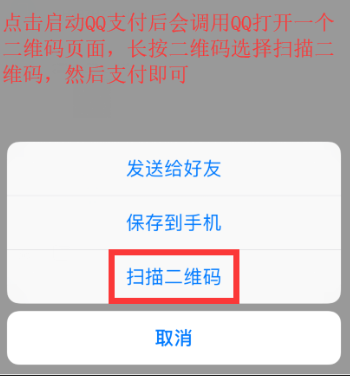 点击启动QQ支付后会调用QQ打开一个
二维码页面，长按二维码选择扫描二
维码，然后支付即可
发送给好友
保存到手机
扫描二维码
取消